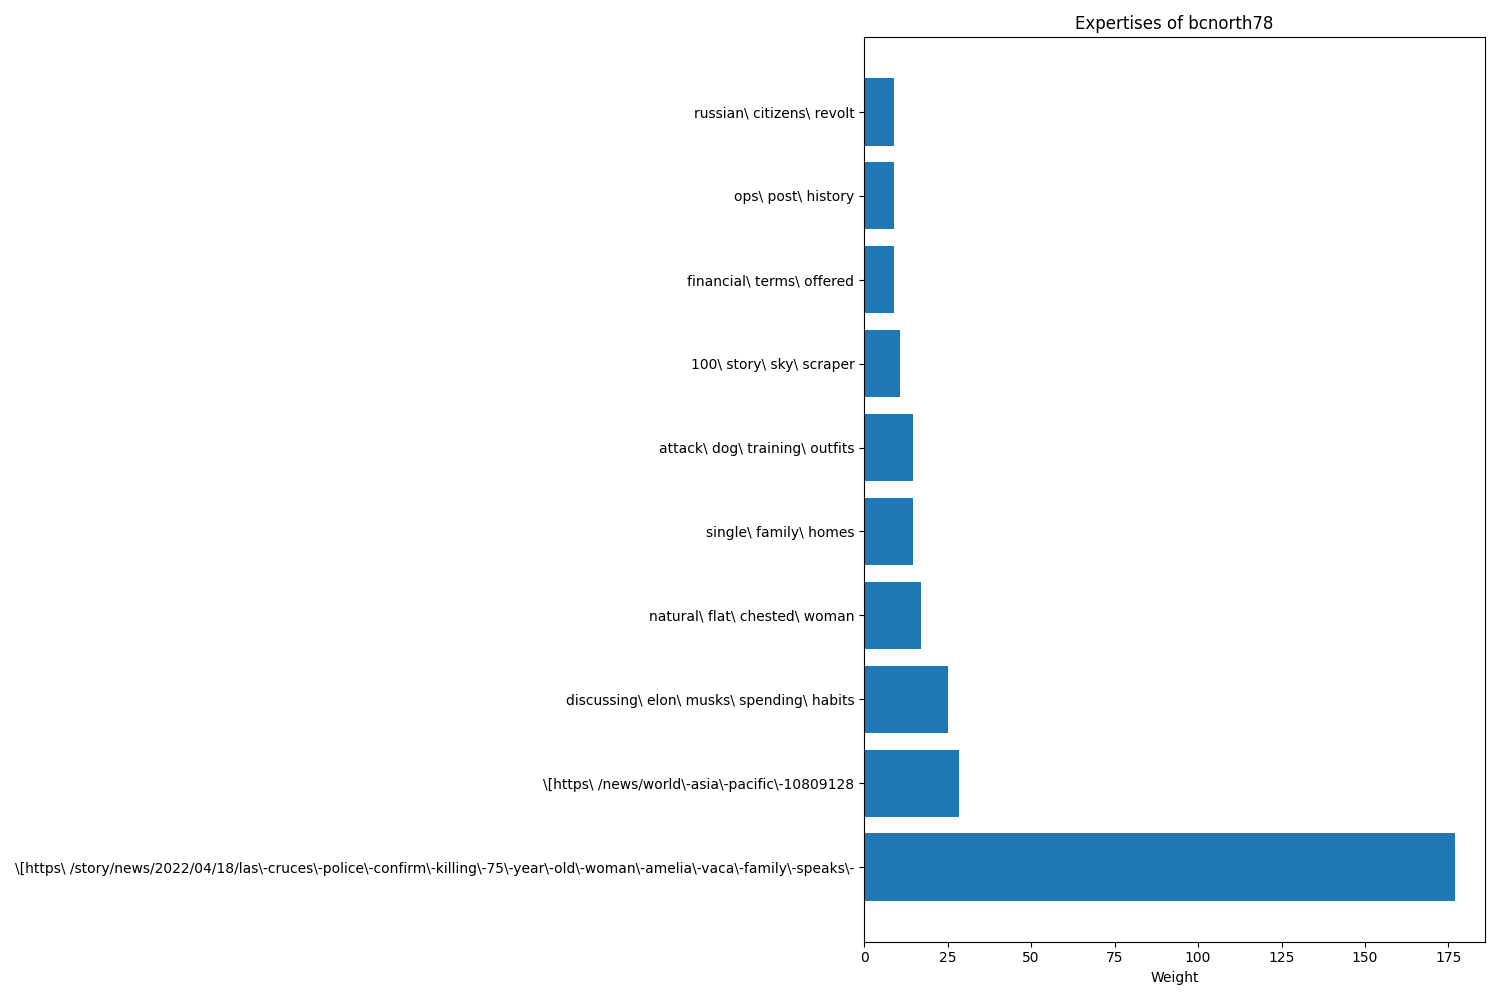 Expertises of bcnorth78
russian\ citizens\ revolt
ops\ post\ history
financial\ terms\ offered
100\ story\ sky\ scraper
attack\ dog\ training\ outfits
single\ family\ homes
natural\ flat\ chested\ woman
discussing\ elon\ musks\ spending\ habits
\[https\ /news/world\-asia\-pacific\-10809128
\[https\ /story/news/2022/04/18/las\-cruces\-police\-confirm\-killing\-75\-year\-old\-woman\-amelia\-vaca\-family\-speaks\-
0 25 50 75 100 125 150 175
Weight